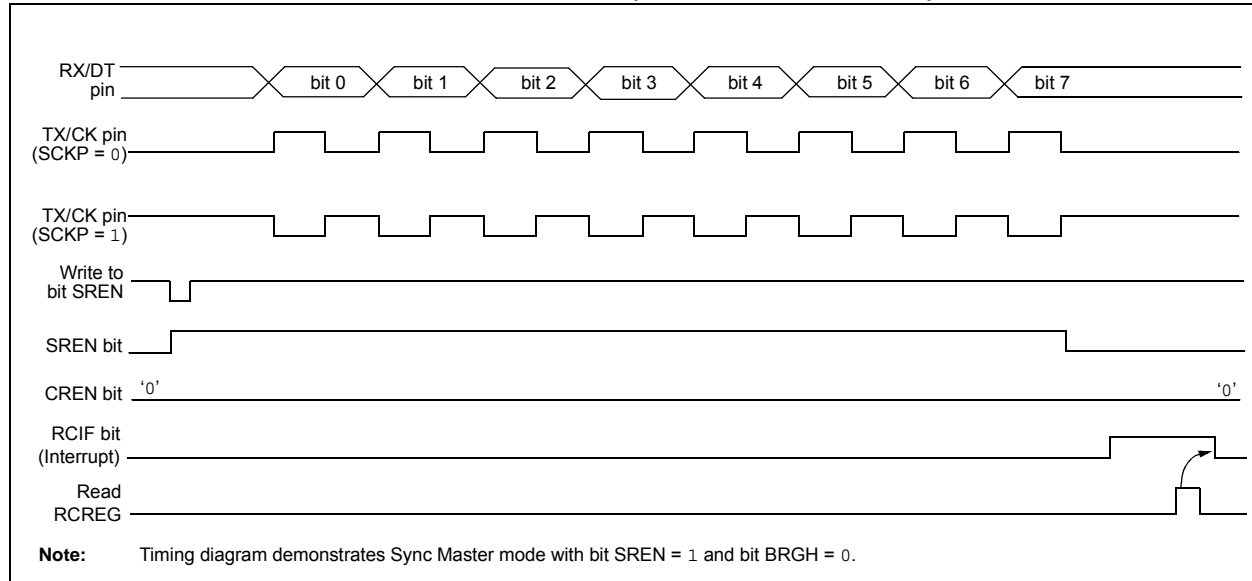 RX/DT
pin
bit 0 bit 1 bit 2 bit 3 bit 4 bit 5 bit 6 bit 7
TX/CK pin
(SCKP = 0)
TX/CK pin
(SCKP = 1)
Write to
bit SREN
SREN bit
CREN bit ‘0’ ‘0’
RCIF bit
(Interrupt)
Read
RCREG
Note: Timing diagram demonstrates Sync Master mode with bit SREN = 1 and bit BRGH = 0.